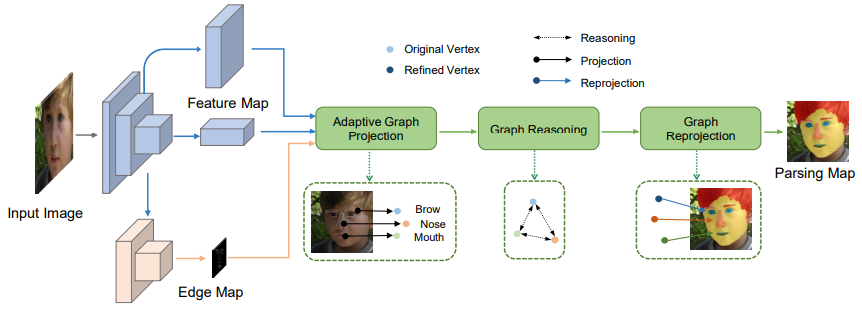 Original Vertex
Refined Vertex
Reasoning
Projection
Reprojection
Feature Map
Adaptive Graph
Projection
Graph Reasoning
Graph
Reprojection
Parsing Map
Input Image
Brow
Nose
Mouth
Edge Map